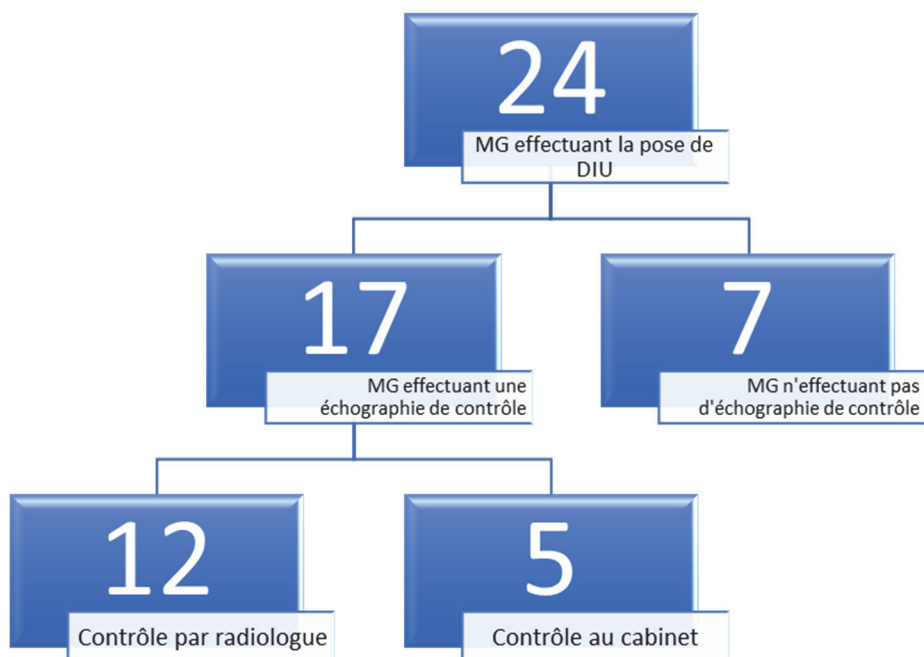 24
MG effectuant la pose de
DIU
17
MG effectuant une
échographie de contrôle
7
MG n'effectuant pas
d'échographie de contrôle
12
Contrôle par radiologue
5
Contrôle au cabinet